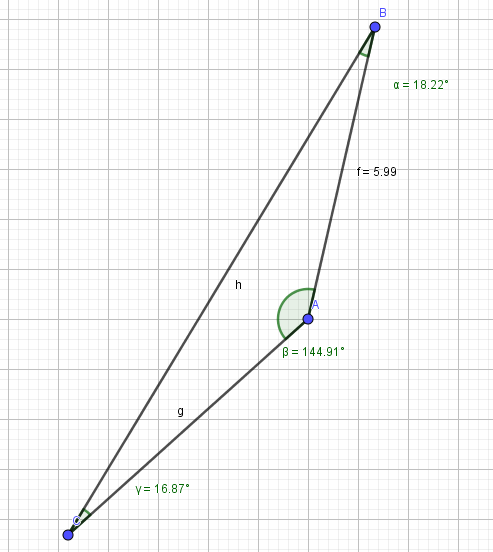 B
α = 18.22°
f = 5.99
h
A
β = 144.91°
g
γ = 16.87°
C